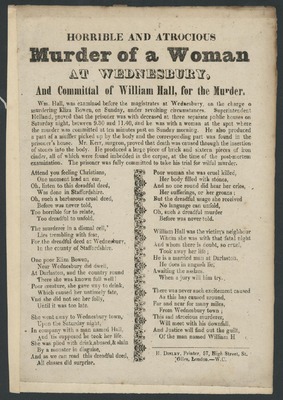 HORRIBLE AND ATROCIOUS
Murder of a Woman
AT WEDNESBURY,
And Committal of William Hall, for the Murder.
Wm. Hall, was examined before the magistrates at Wednesbury, on the charge o
murdering Eliza Bowen, on Sunday, under revolting circumstances. Superintendent
Holland, proved that the prisoner was with deceased at three separate public houses on
Saturday night, between 9.30 and 11.40, he was with a woman at the spot where
the murder was committed at ten minutes past on Sunday morning. He also produced
a part of a muffler picked up by the body and the corresponding part was found in the
prisoner's house. Mr. Kerr, surgeon, proved that death was caused through the insertion
of stones into the body. He produced a large piece of brick and sixteen pieces of iron
cinder, all of which were found imbedded in the corpse, at the time of the post-mortem
examination. The prisoner was fully committed to take his trial for wilful murder.
Attend you feeling Christians,
One moment lend an ear,
Oh, listen to this dreadful deed,
Was done in Staffordshire.
Oh, such a barbarous cruel deed,
Before was never told,
Too horrible for to relate,
Too dreadful to unfold.
The murderer in a dismal cell,
Lies trembling with fear.
For the dreadful deed at Wednesbury,
In the county of Staffordshire.
One poor Eliza Bowen,
Near Wednesbury did dwell,
At Darlaston, and the country round
There she was known full well:
Poor creature, she gave way to drink,
Which caused her untimely fate,
And she did not see her folly,
Until it was too late.
She went away to Wednesbury town,
Upon the Saturday night,
In company with a man named Hall,
And 'tis supposed he took her life.
She was plied with drink, abused, & slain
By a monster in disguise,
And as we can read this dreadful deed,
All classes did surprise.
Poor woman she was cruel killed,
Her body filled with stones,
And no one round did hear her cries,
Her sufferings, or her groans:
But the dreadful usage she received
No language can unfold,
Oh, such a dreadful murder
Before was never told.
William Hall was the victim's neighbour
Was with her that fatal night
And whom there is doubt, so cruel,
Took away her life;
He is a married man at Darlaston,
He does in anguish lie,
Awaiting the
When a jury will him try.
There was never such excitement caused
As this has caused around,
Far and near for many miles,
From Wednesbury town;
This sad atrocious murderer,
Will meet with his downfall.
And Justice will find out the guilt,
Of the man named William H
H. Disley, Printer, 57, High Street, St.
Giles, London.—W.C.